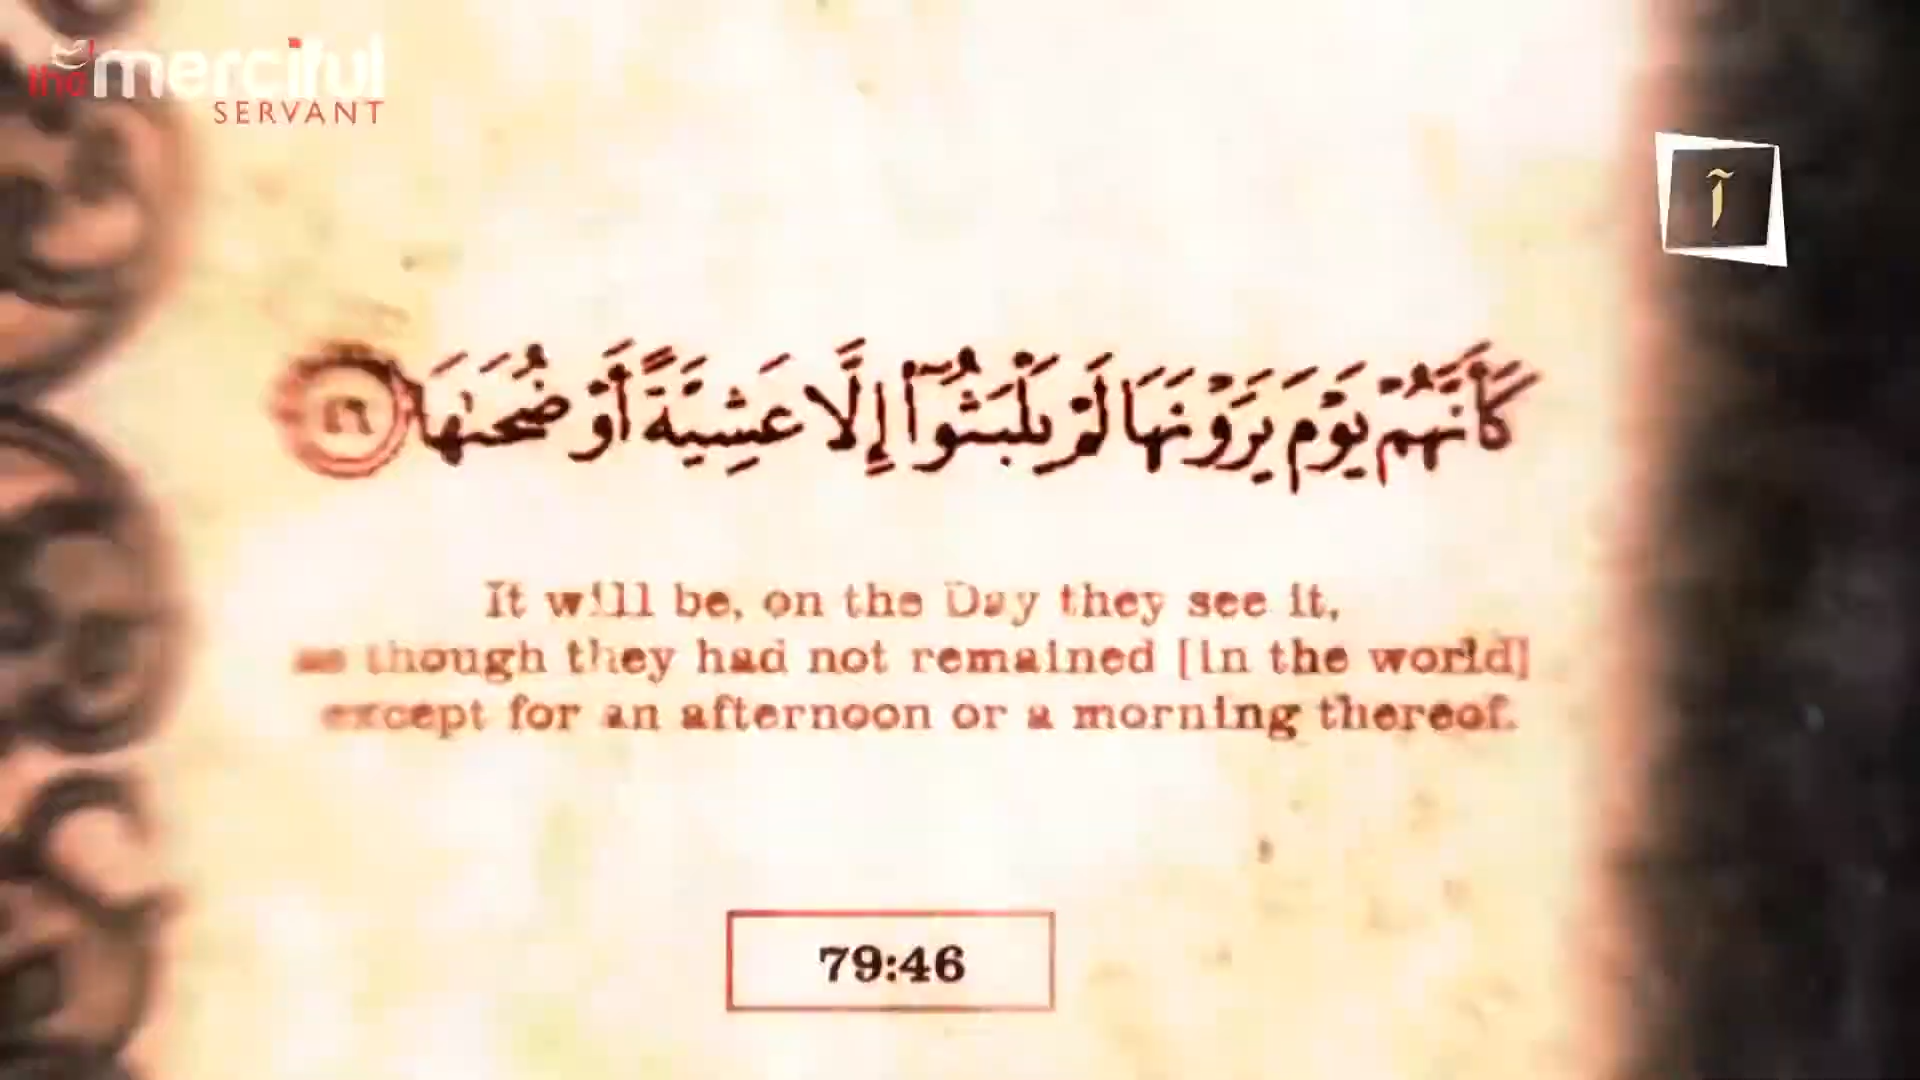 the merciful
SERVANT
آ
كَأَنَّهُمْ يَوْمَ يَرَوْنَهَا لَمْ يَلْبَثُوٓا۟ إِلَّا عَشِيَّةً أَوْ ضُحَىٰهَا ٤٦
It will be, on the Day they see it,
as though they had not remained [in the world]
except for an afternoon or a morning thereof.
79:46